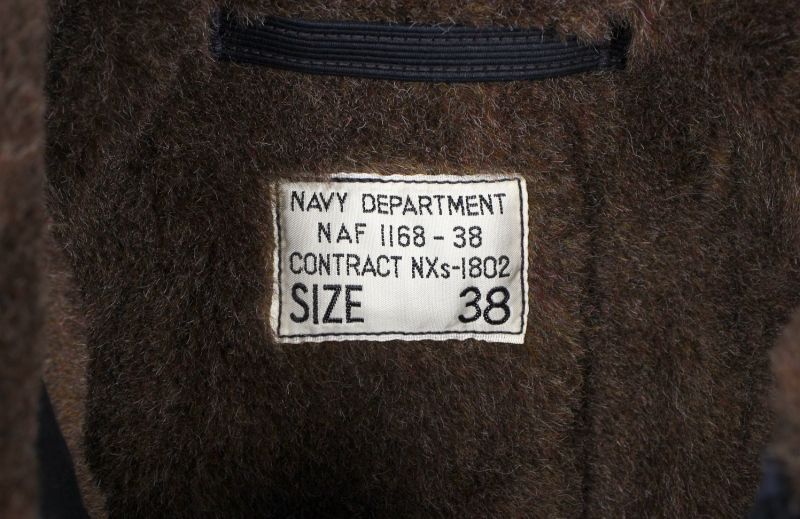 NAVY DEPARTMENT
NAF 1168 - 38
CONTRACT NXs-1802
SIZE 38